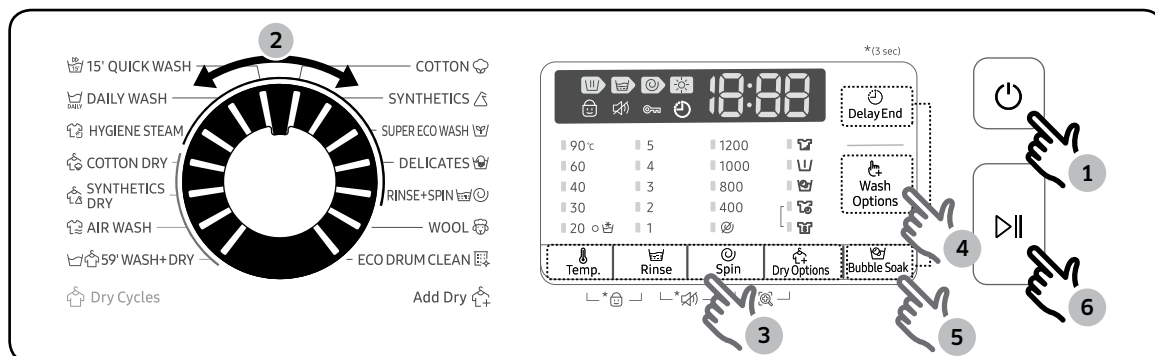 2
*(3 sec)
15' QUICK WASH
COTTON
DAILY WASH
SYNTHETICS
HYGIENE STEAM
SUPER ECO WASH
COTTON DRY
DELICATES
SYNTHETICS
DRY
RINSE+SPIN
AIR WASH
WOOL
59' WASH+DRY
ECO DRUM CLEAN
Dry Cycles
Add Dry
18:88
Delay End
90℃ 5 1200
60 4 1000
40 3 800
30 2 400
20 1
Wash
Options
Temp.
Rinse
Spin
Dry Options
Bubble Soak
*
*
1
4
3
5
6